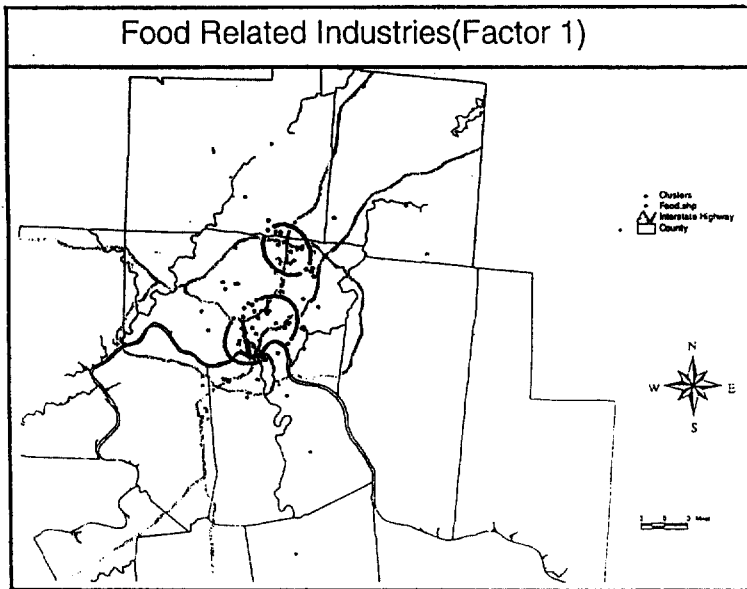 Food Related Industries(Factor 1)
Clusters
Food.shp
Interstate Highway
County
N
W
E
S